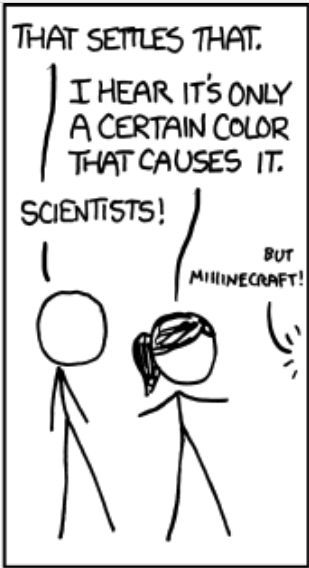 THAT SETTLES THAT.
I HEAR IT'S ONLY
A CERTAIN COLOR
THAT CAUSES IT.
SCIENTISTS!
BUT
MIIIINECRAFT!